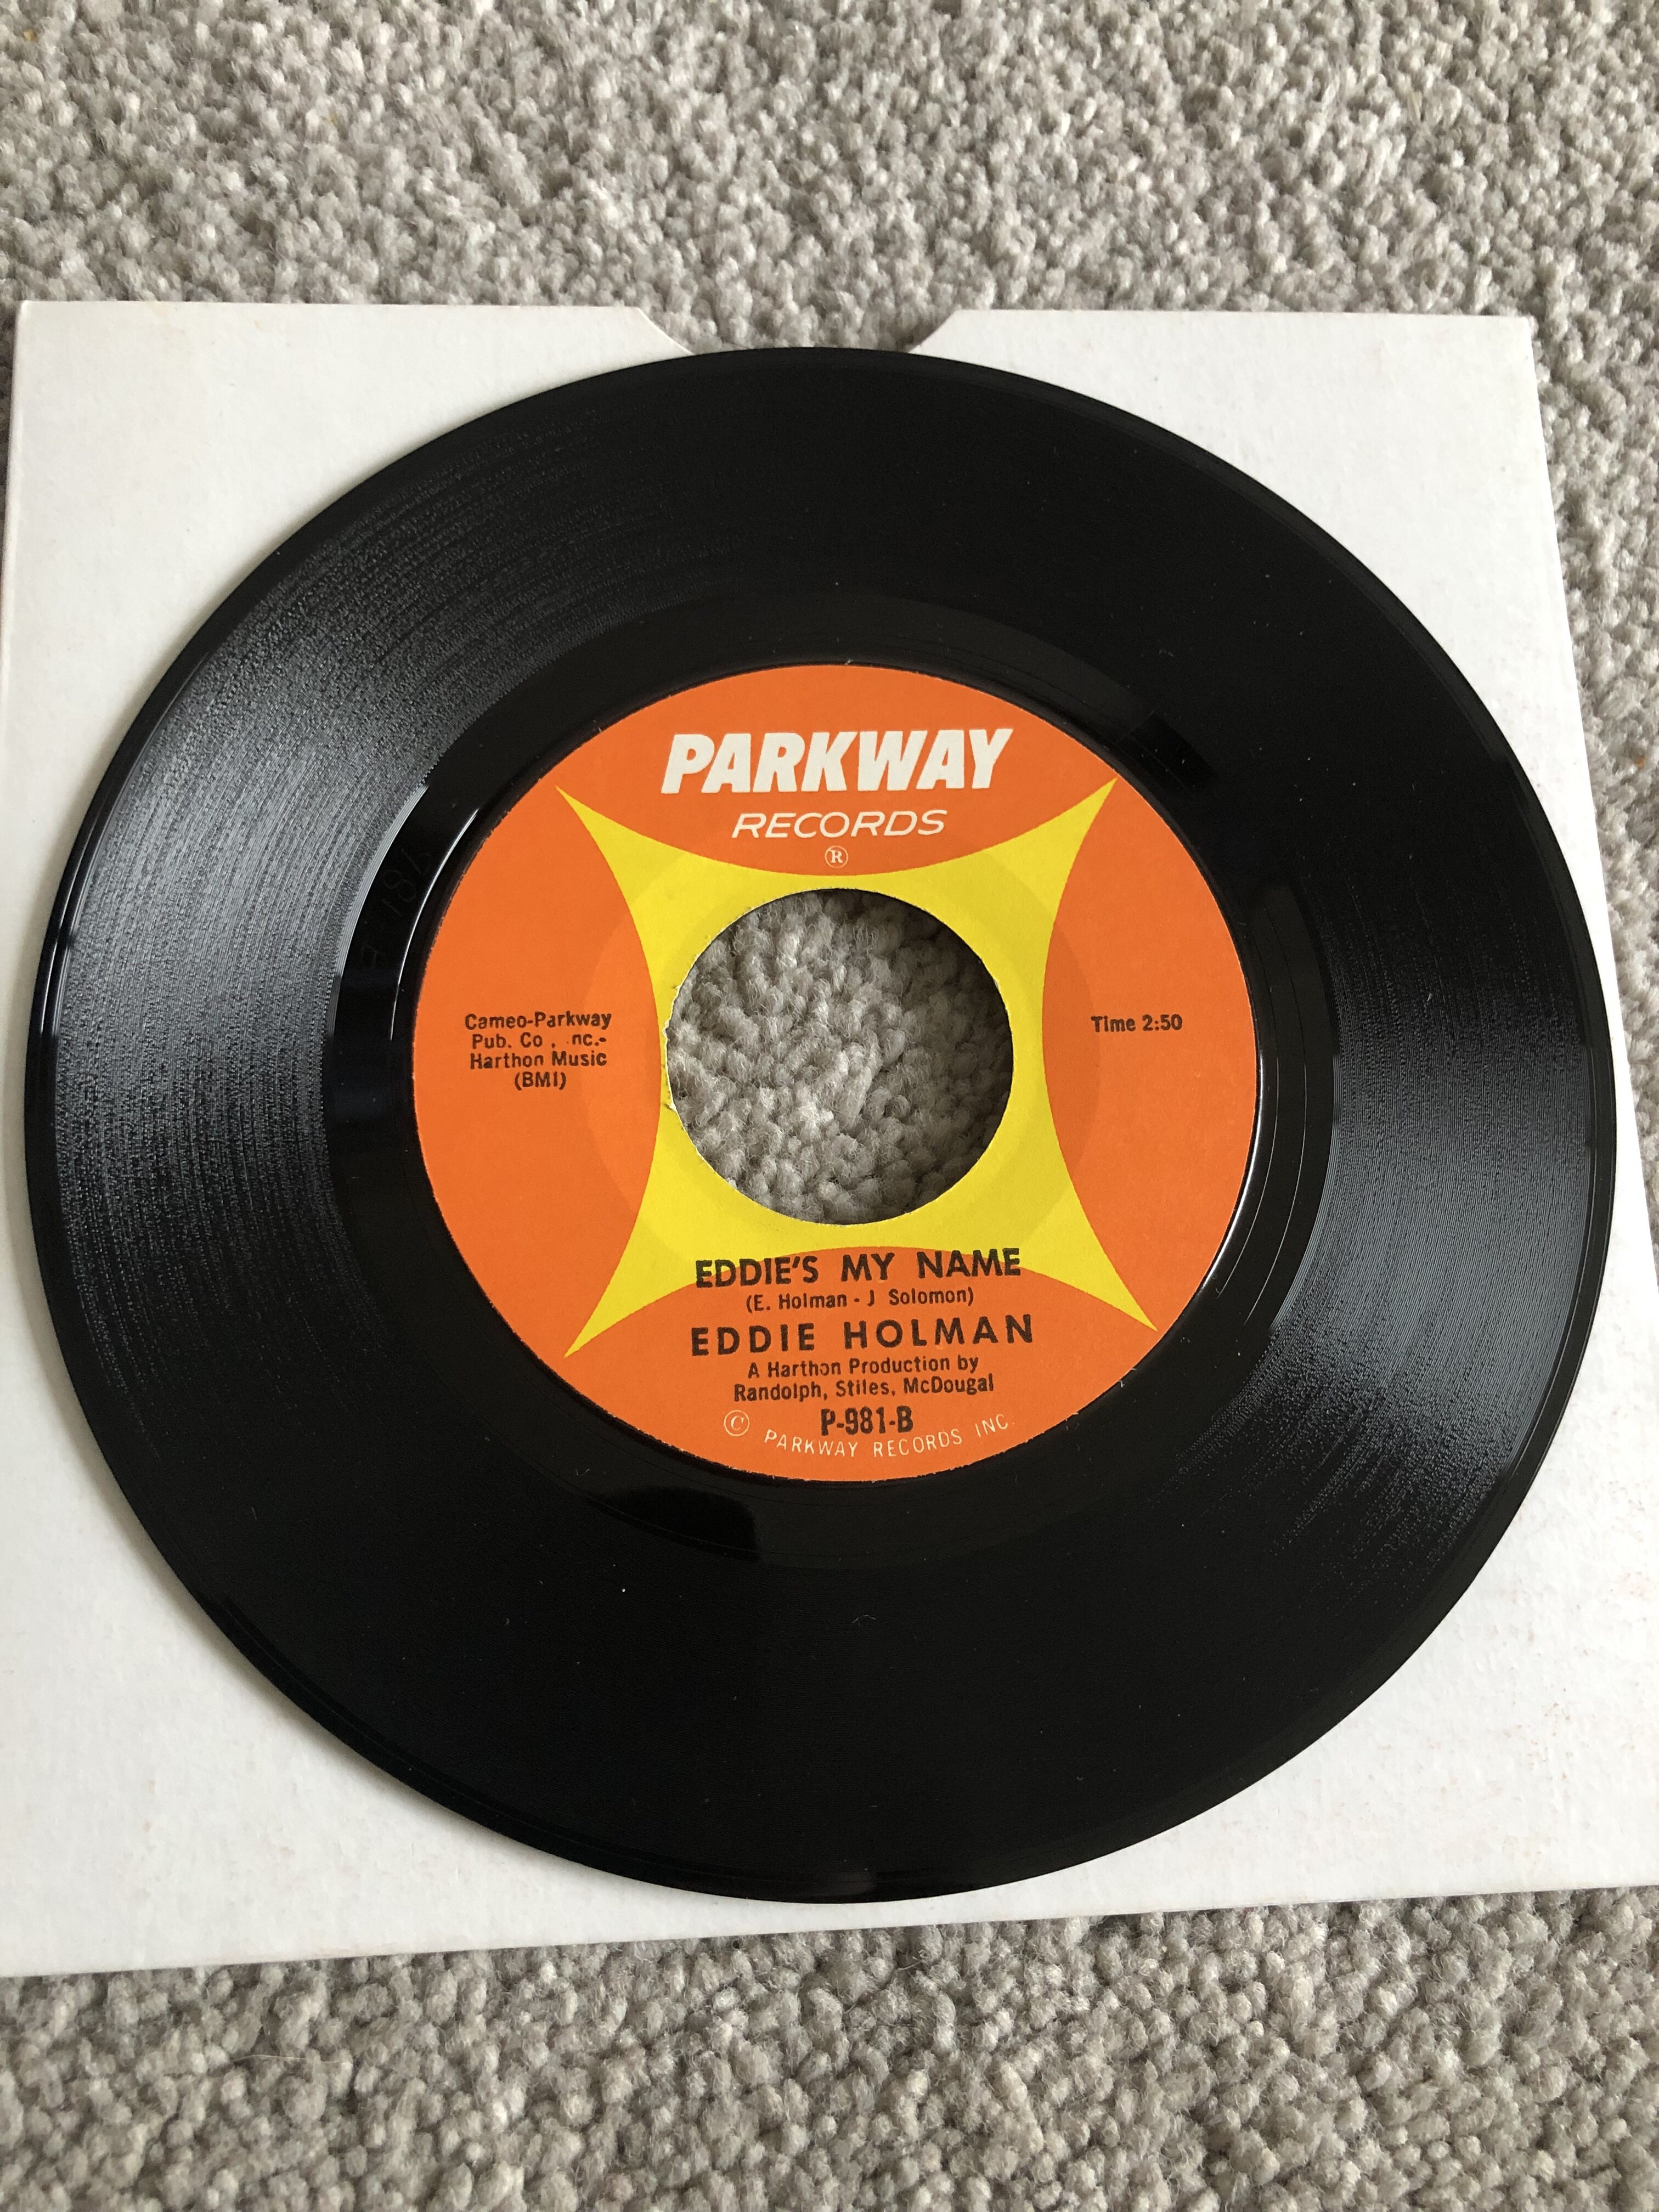 PARKWAY
RECORDS
®
Cameo-Parkway
Pub. Co , nc.-
Harthon Music
(BMI)
Time 2:50
EDDIE'S MY NAME
(E. Holman - J Solomon)
EDDIE HOLMAN
A Harthon Production by
Randolph, Stiles, McDougal
P-981-B
© PARKWAY RECORDS INC.